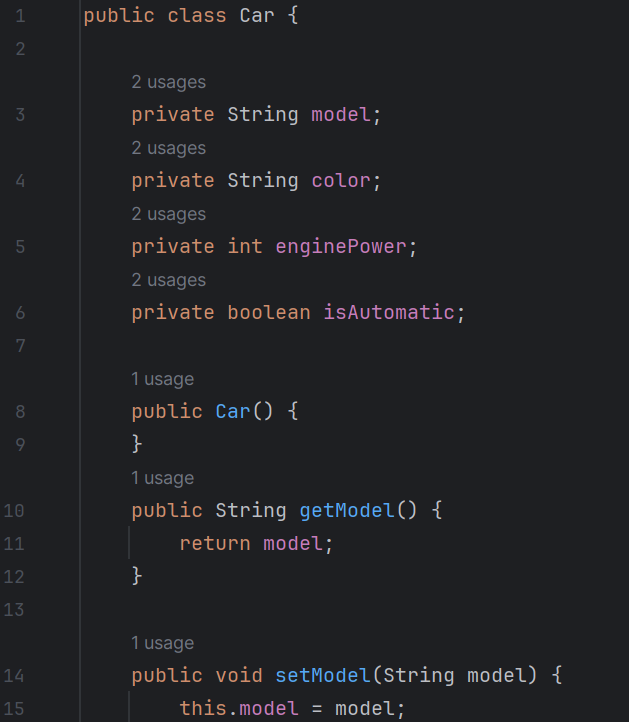 1 public class Car {
2
2 usages
3 private String model;
2 usages
4 private String color;
2 usages
5 private int enginePower;
2 usages
6 private boolean isAutomatic;
7
1 usage
8 public Car() {
9 }
1 usage
10 public String getModel() {
11 return model;
12 }
13
1 usage
14 public void setModel(String model) {
15 this.model = model;